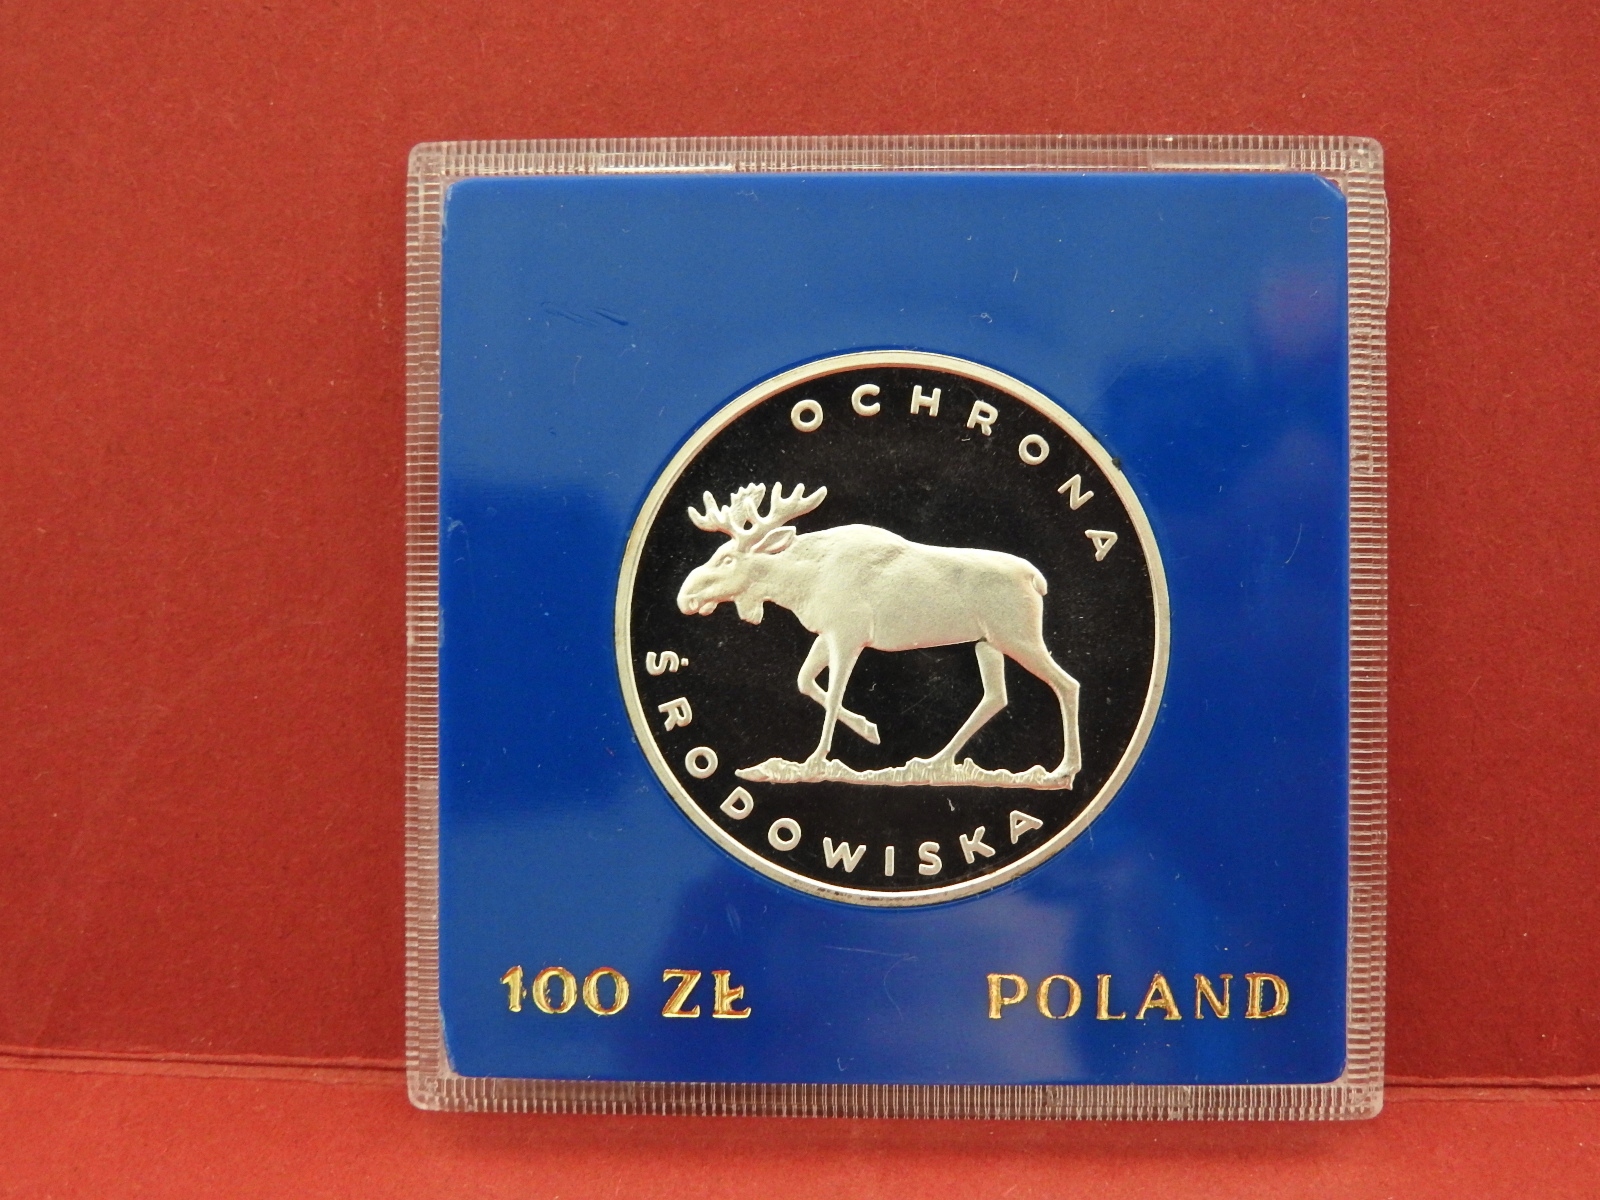 OCHRONA
ŚRODOWISKA
100 ZŁ
POLAND